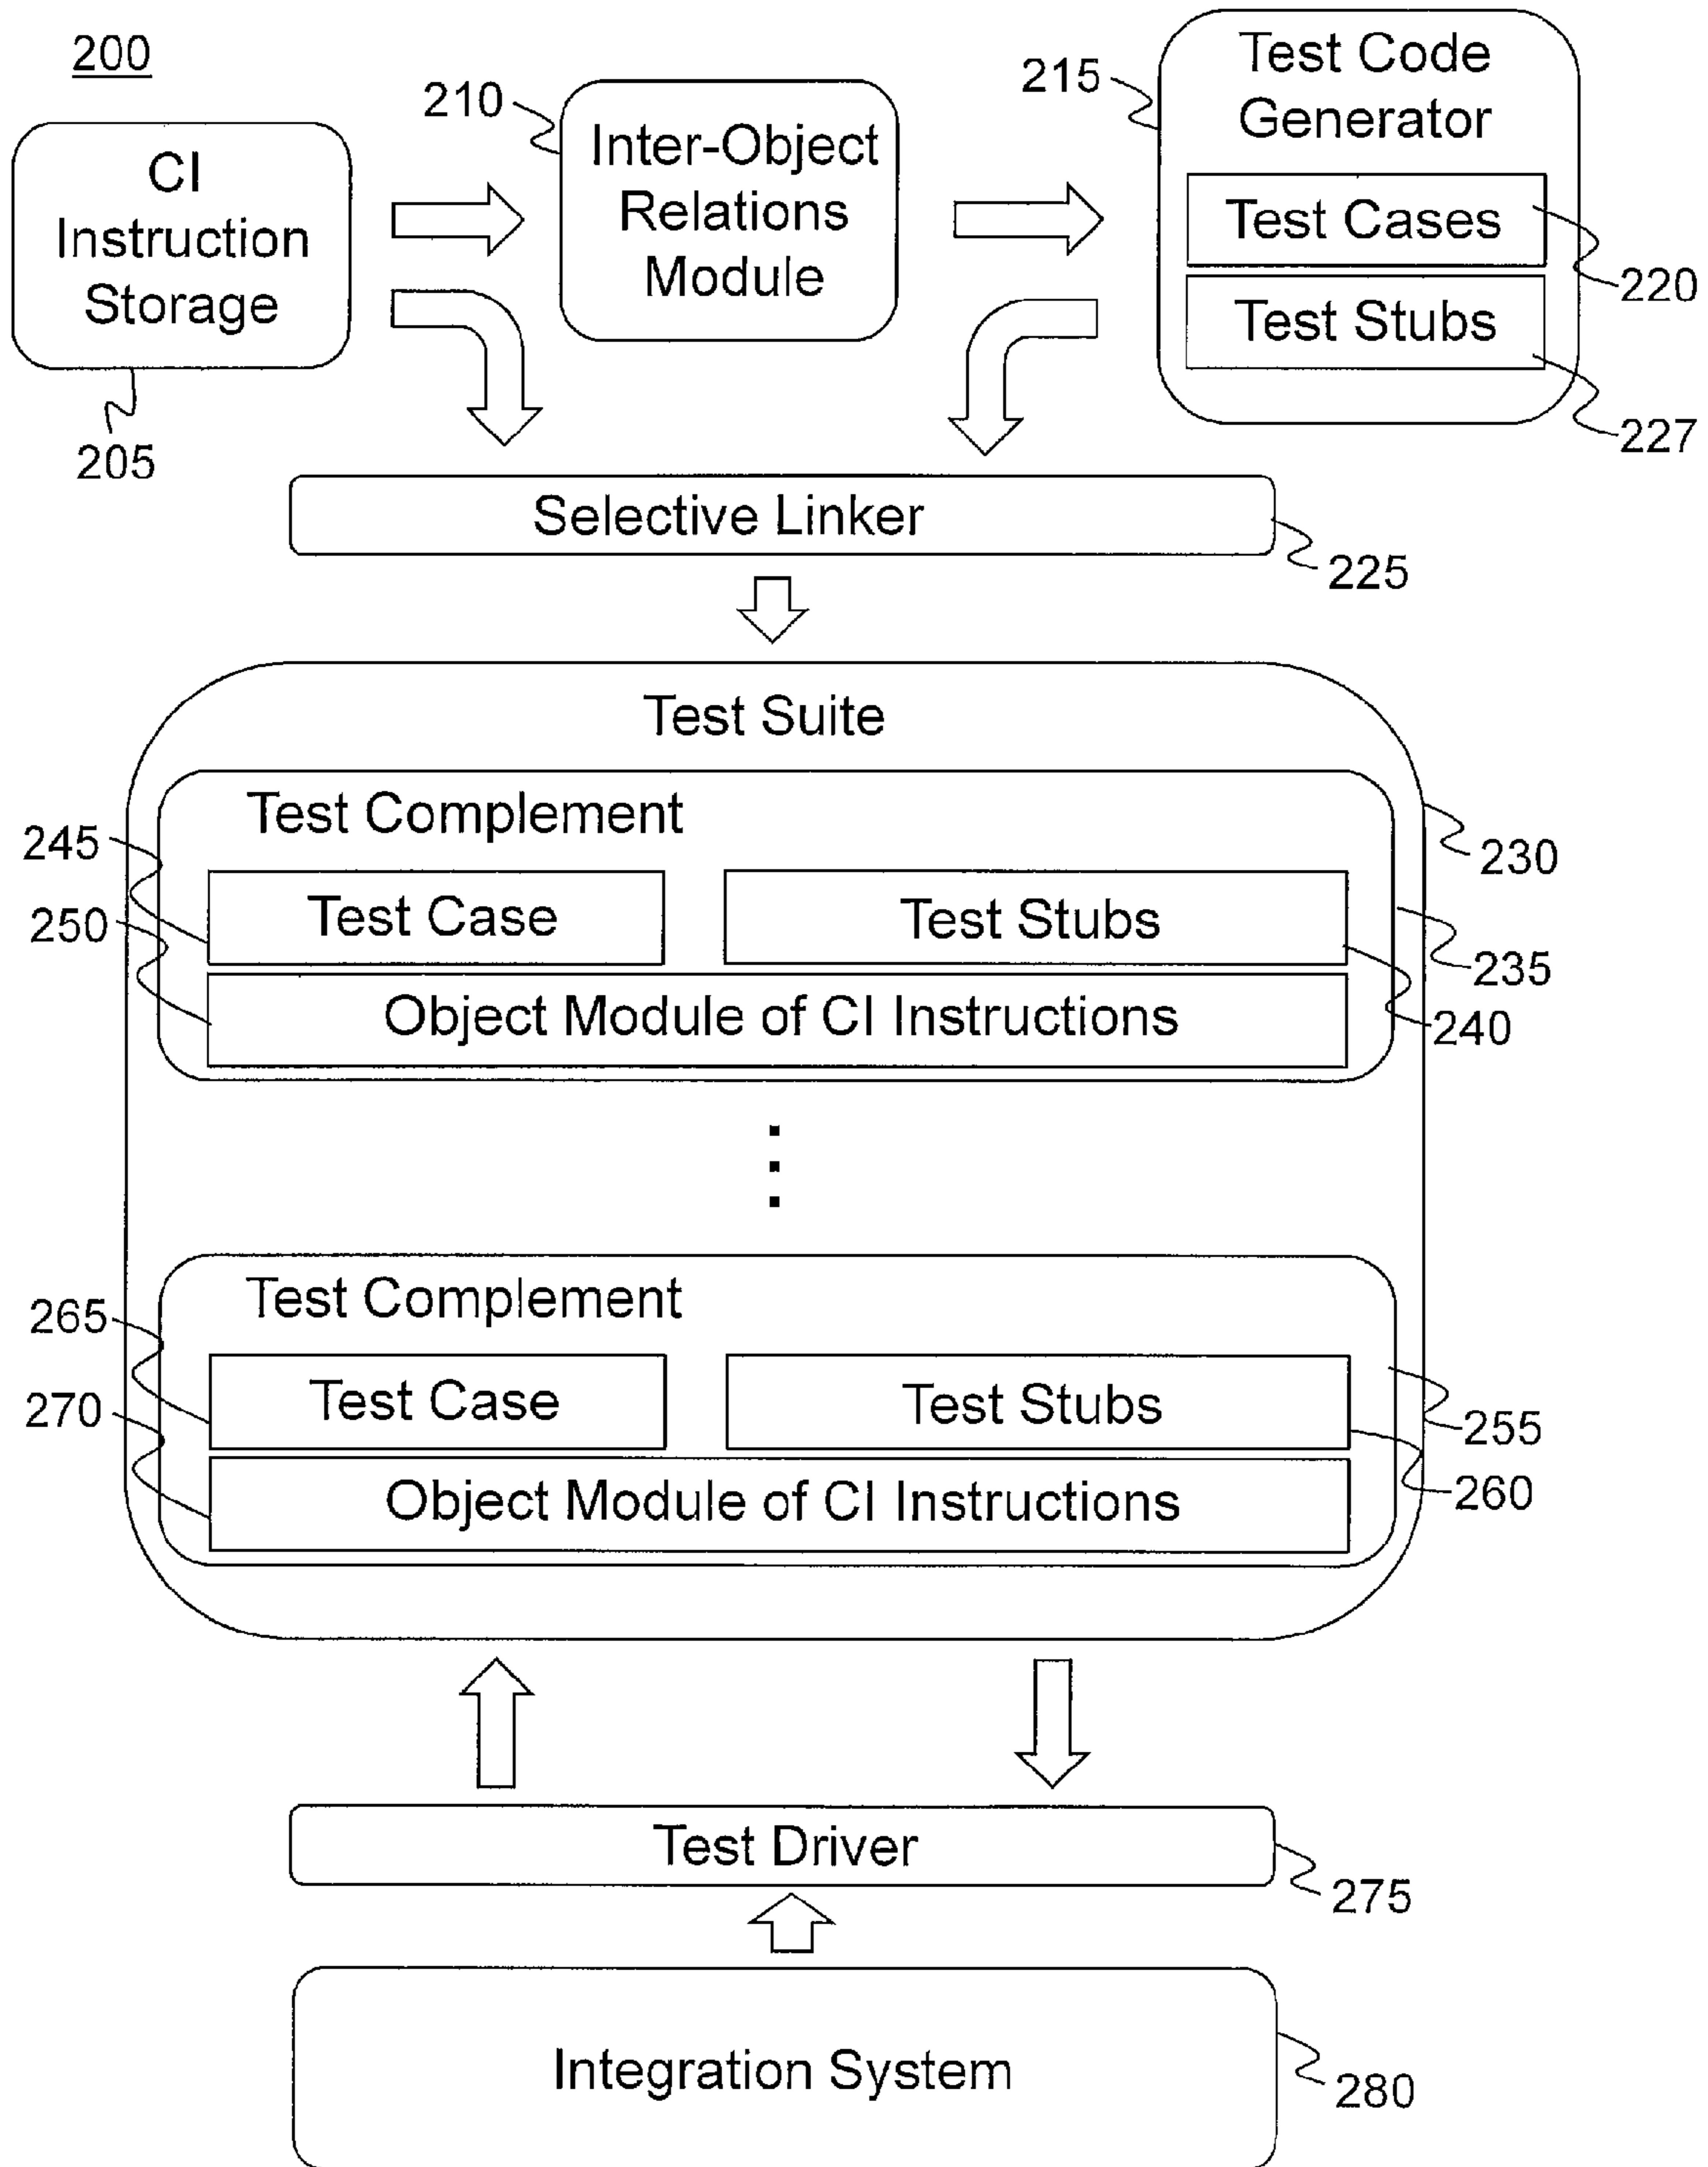 200
CI
Instruction
Storage
205
210
Inter-Object
Relations
Module
215
Test Code
Generator
Test Cases
220
Test Stubs
227
Selective Linker
225
Test Suite
230
Test Complement
235
245
Test Case
Test Stubs
240
250
Object Module of CI Instructions
Test Complement
255
265
Test Case
Test Stubs
260
270
Object Module of CI Instructions
Test Driver
275
Integration System
280